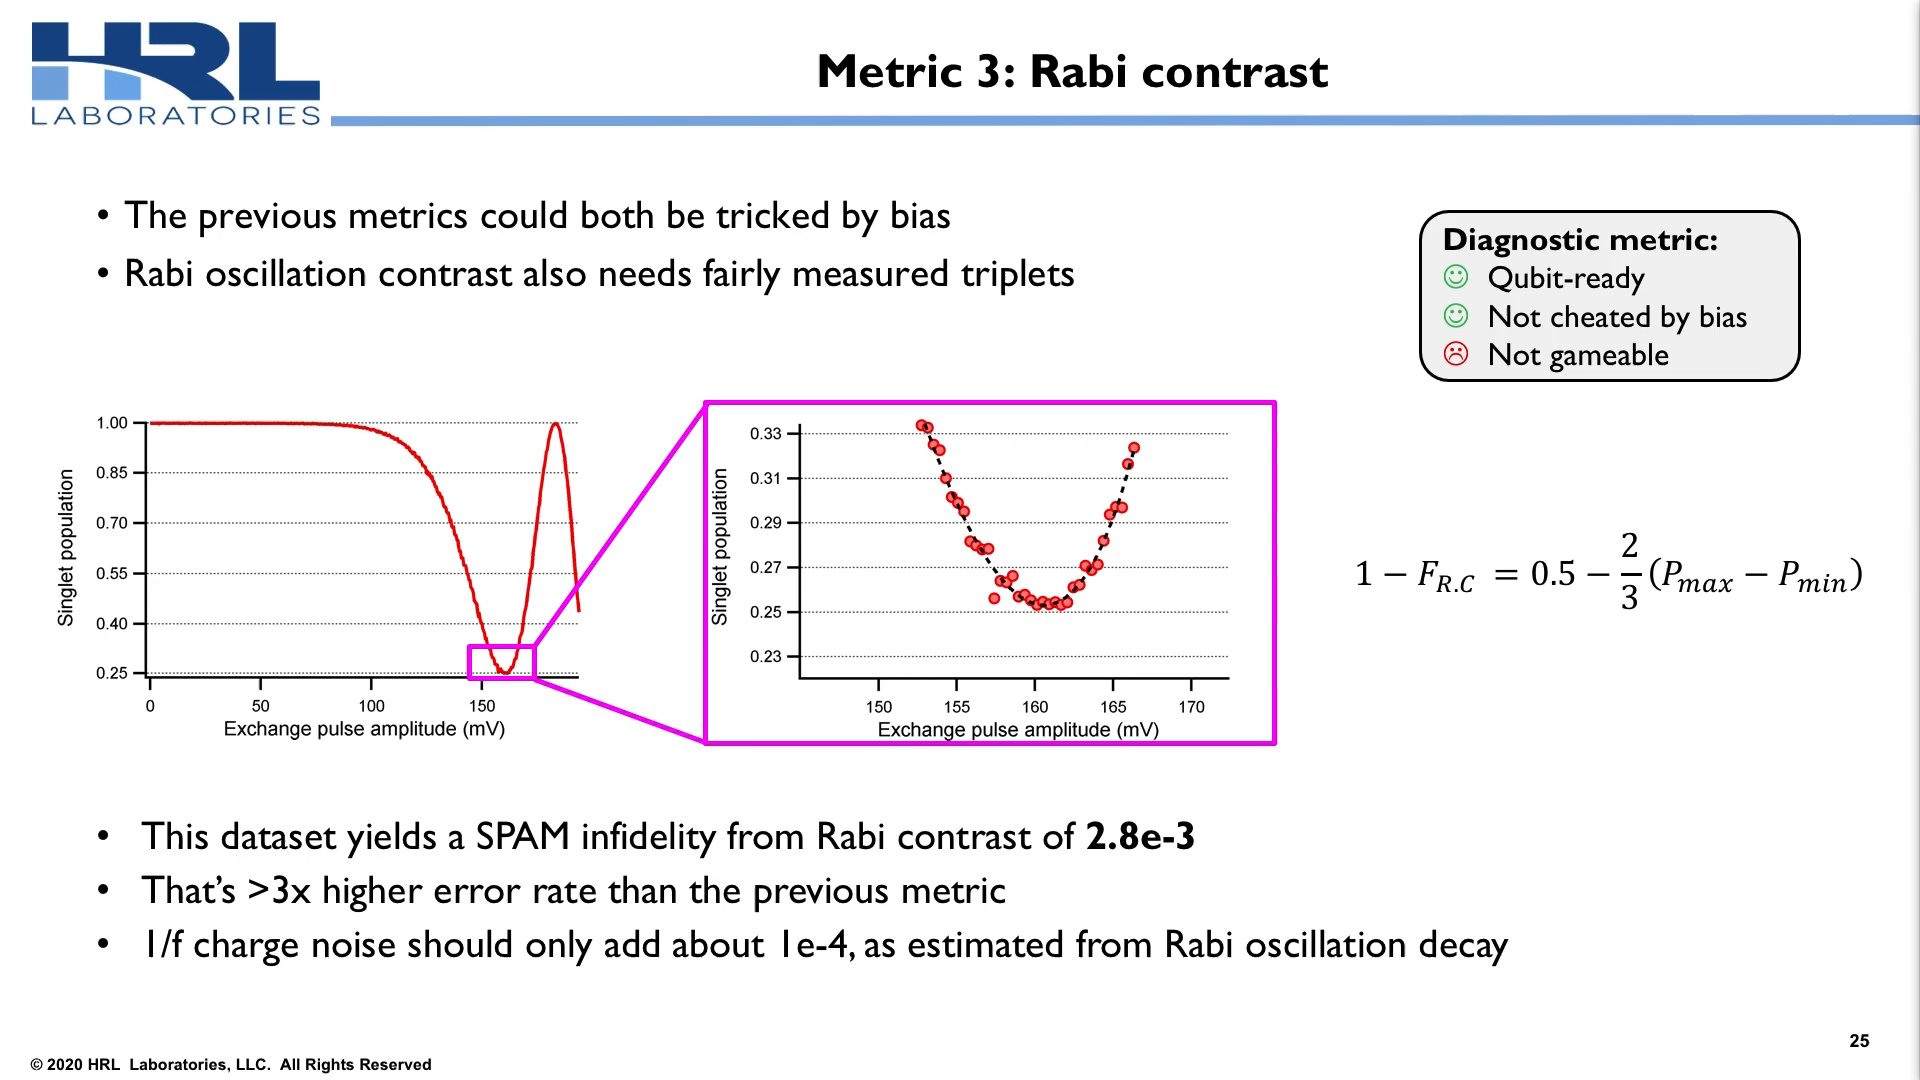 HRL
LABORATORIES
Metric 3: Rabi contrast
• The previous metrics could both be tricked by bias
• Rabi oscillation contrast also needs fairly measured triplets
Diagnostic metric:
☺ Qubit-ready
☺ Not cheated by bias
☹ Not gameable
Singlet population
1.00
0.85
0.70
0.55
0.40
0.25
0 50 100 150
Exchange pulse amplitude (mV)
Singlet population
0.33
0.31
0.29
0.27
0.25
0.23
150 155 160 165 170
Exchange pulse amplitude (mV)
1 − F_{R.C} = 0.5 − 2/3 (P_{max} − P_{min})
• This dataset yields a SPAM infidelity from Rabi contrast of 2.8e-3
• That’s >3x higher error rate than the previous metric
• 1/f charge noise should only add about 1e-4, as estimated from Rabi oscillation decay
25
© 2020 HRL Laboratories, LLC. All Rights Reserved